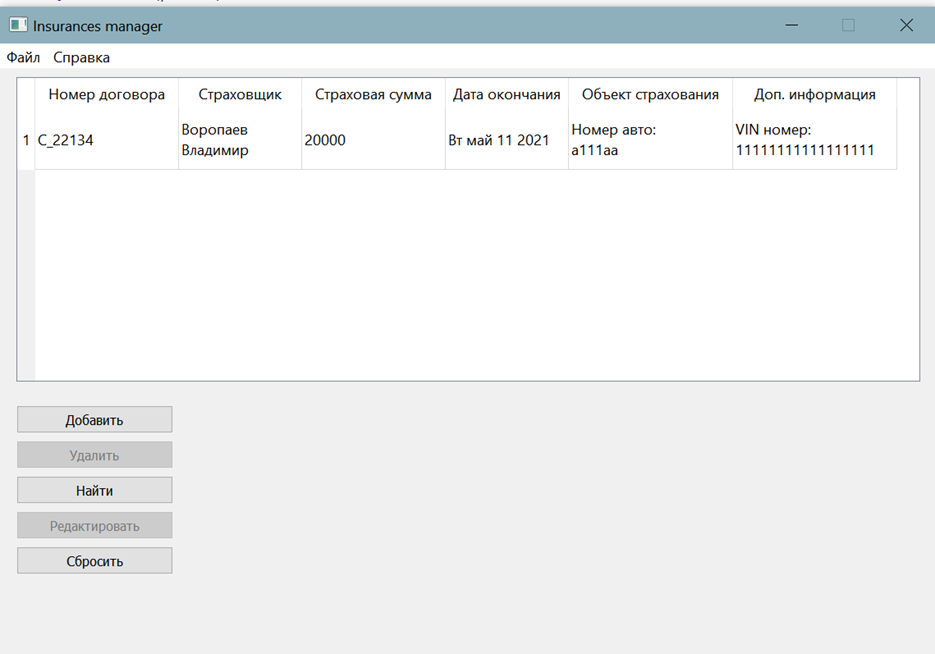 Insurances manager
Файл Справка
Номер договора Страховщик Страховая сумма Дата окончания Объект страхования Доп. информация
1 C_22134 Воропаев Владимир 20000 Вт май 11 2021 Номер авто: а111аа VIN номер: 11111111111111111
Добавить
Удалить
Найти
Редактировать
Сбросить